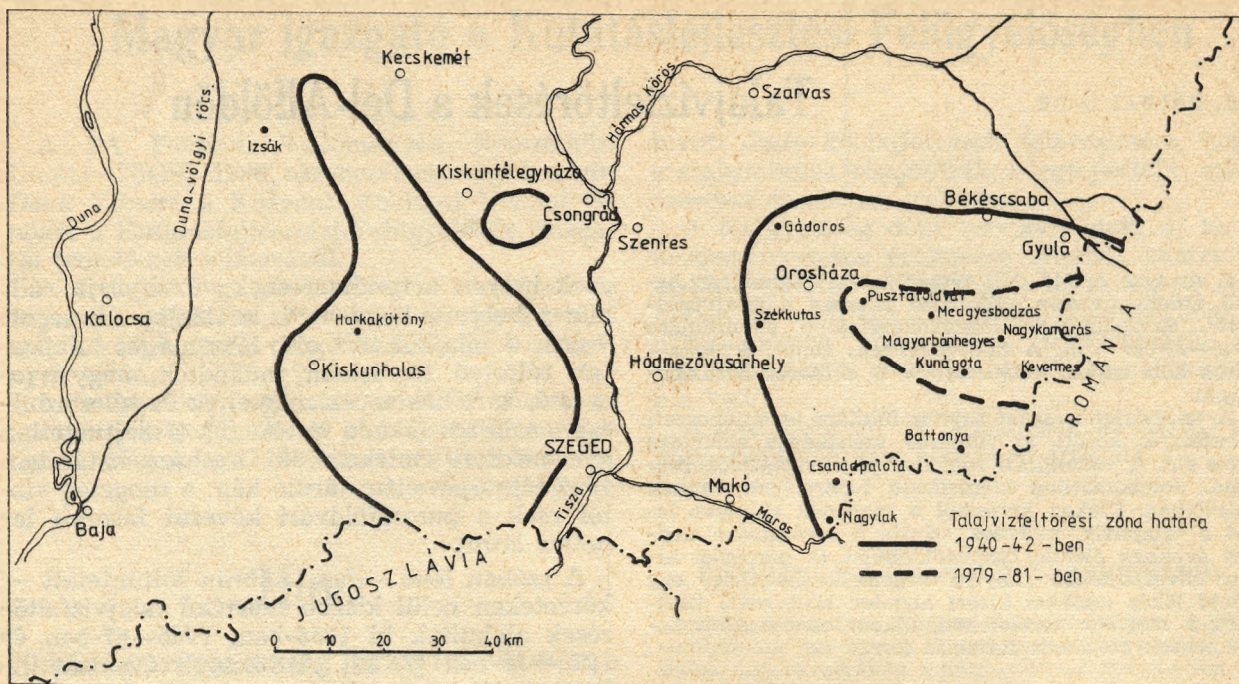 Kecskemét
Szarvas
Hármas Körös
Izsák
Duna-völgyi főcs.
Kiskunfélegyháza
Csongrád
Békéscsaba
Duna
Szentes
Gádoros
Gyula
Orosháza
Pusztaföldvár
Medgyesbodzás
Kalocsa
Harkakötöny
Székkutas
Nagykamarás
Magyarbánhegyes
Kiskunhalas
Hódmezővásárhely
Kunágota
Kevermes
ROMÁNIA
Battonya
SZEGED
Csanádpalota
Tisza
Makó
Maros
Nagylak
Baja
Talajvízfeltörési zóna határa
1940-42-ben
1979-81-ben
JUGOSZLÁVIA
0 10 20 40 km